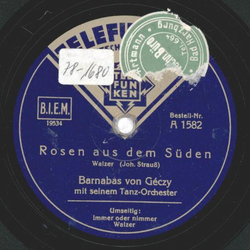 TELEFUNKEN
78-1680
B.I.E.M.
19534
Bestell-Nr.
A 1582
Rosen aus dem Süden
Walzer (Joh. Strauß)
Barnabas von Géczy
mit seinem Tanz-Orchester
Umseitig:
Immer oder nimmer
Walzer